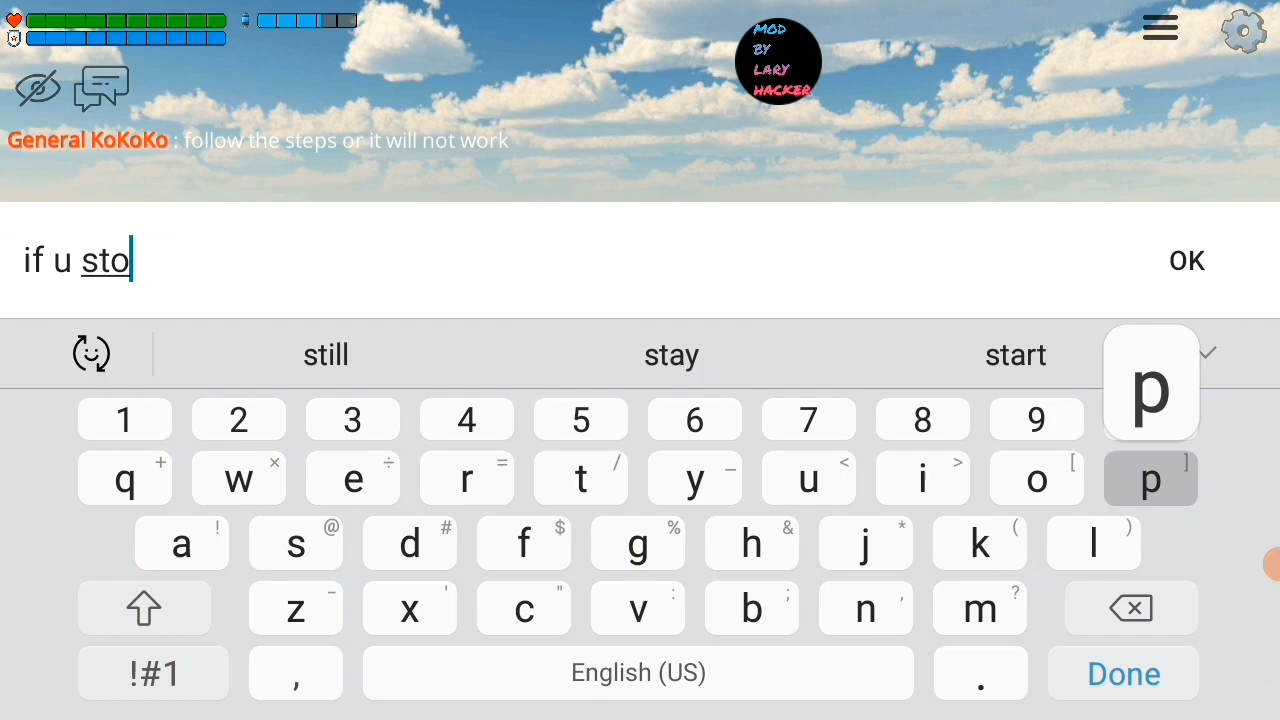 MOD
BY
LARY
HACKER
General KoKoKo : follow the steps or it will not work
if u sto
OK
still stay start
p
1 2 3 4 5 6 7 8 9
q + w × e ÷ r = t / y _ u < i > o [ p ]
a ! s @ d # f $ g % h & j * k ( l )
z - x ' c " v : b ; n , m ?
!#1 , English (US) . Done